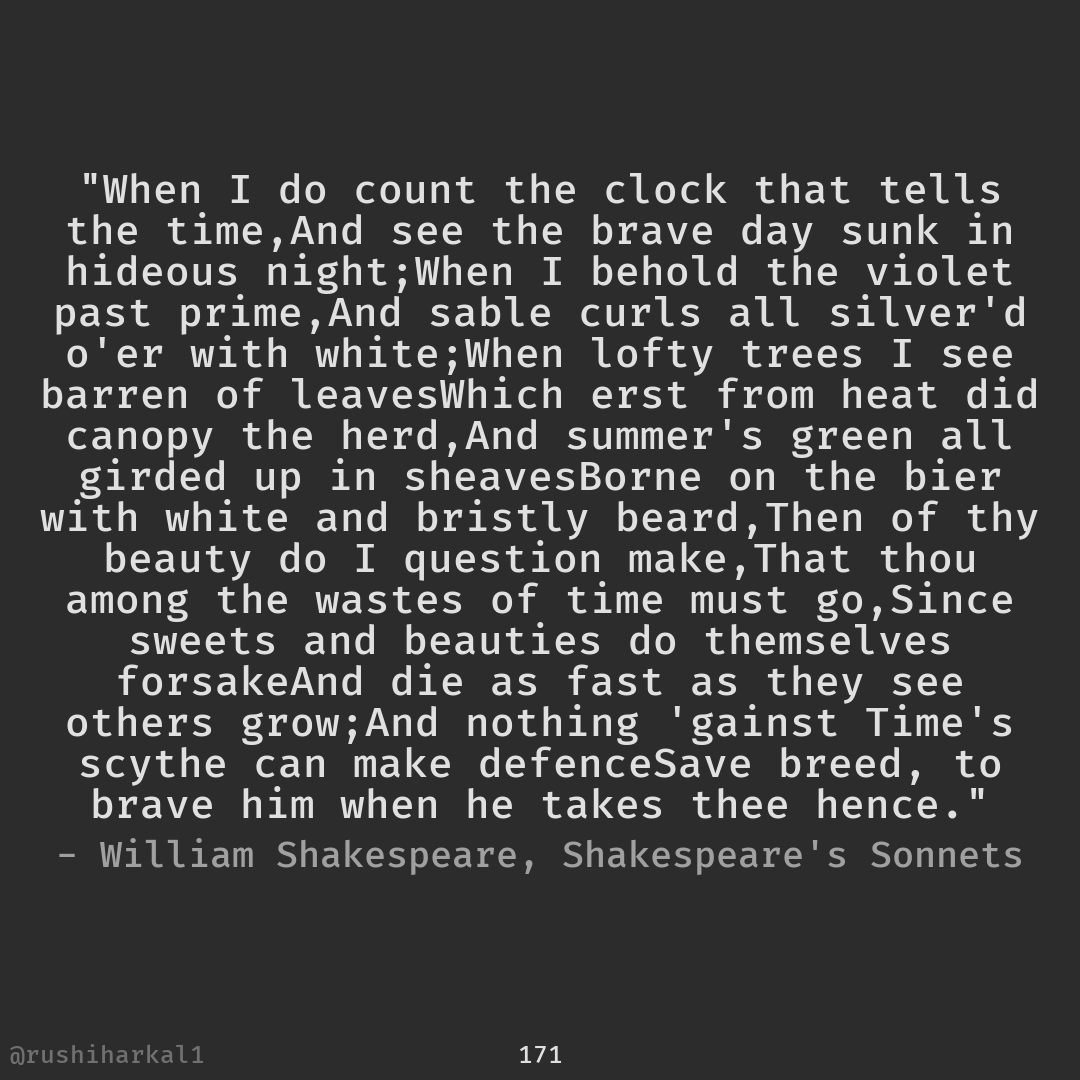 "When I do count the clock that tells
the time,And see the brave day sunk in
hideous night;When I behold the violet
past prime,And sable curls all silver'd
o'er with white;When lofty trees I see
barren of leavesWhich erst from heat did
canopy the herd,And summer's green all
girded up in sheavesBorne on the bier
with white and bristly beard,Then of thy
beauty do I question make,That thou
among the wastes of time must go,Since
sweets and beauties do themselves
forsakeAnd die as fast as they see
others grow;And nothing 'gainst Time's
scythe can make defenceSave breed, to
brave him when he takes thee hence."
- William Shakespeare, Shakespeare's Sonnets
@rushiharkal1
171